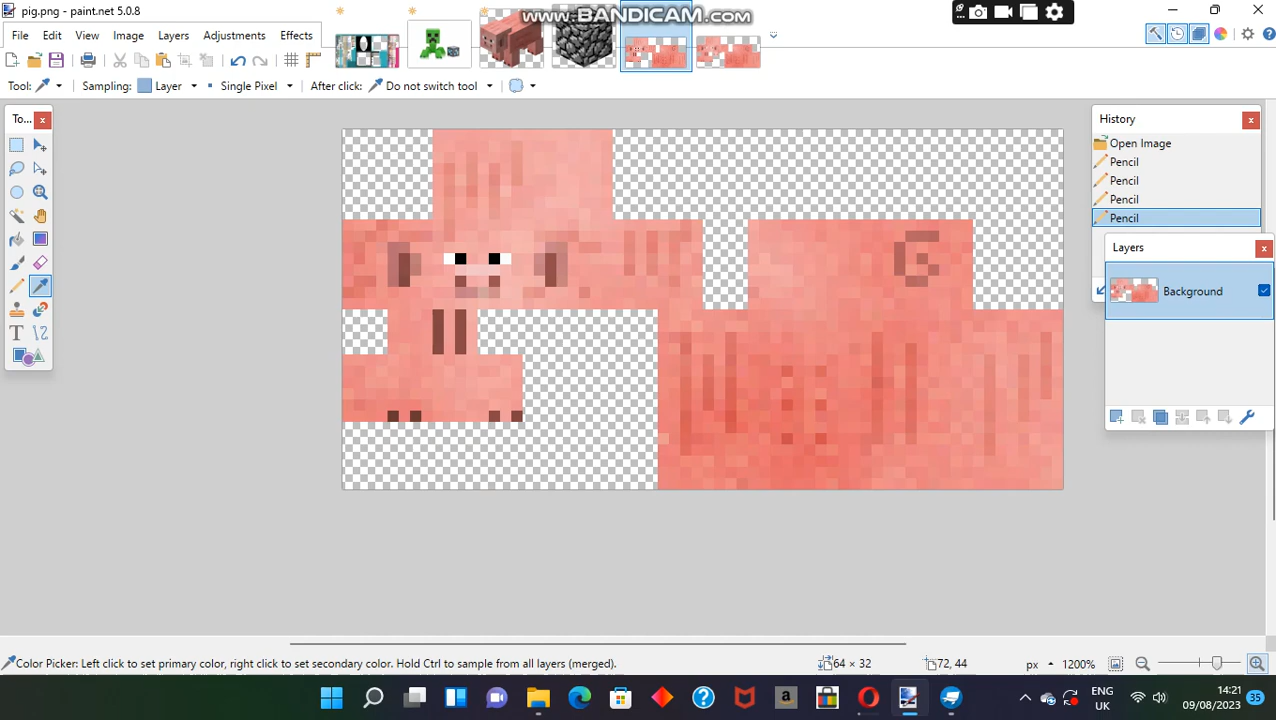 pig.png - paint.net 5.0.8
www.BANDICAM.com
File Edit View Image Layers Adjustments Effects
Tool: Sampling: Layer Single Pixel After click: Do not switch tool
To...
History
Open Image
Pencil
Pencil
Pencil
Pencil
Layers
Background
Color Picker: Left click to set primary color, right click to set secondary color. Hold Ctrl to sample from all layers (merged).
64 × 32
72, 44
px
1200%
ENG
UK
14:21
09/08/2023
35